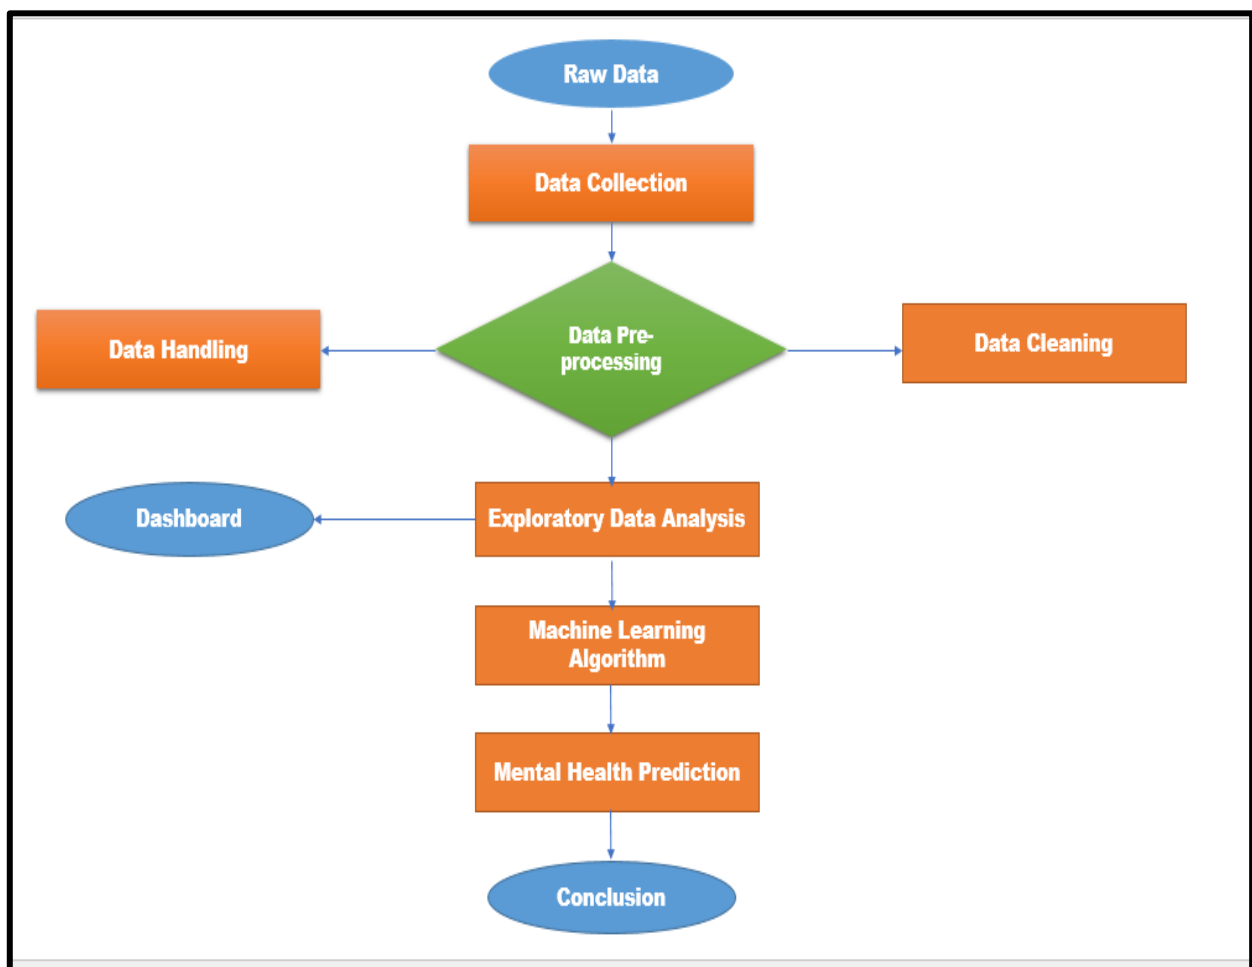 Raw Data
Data Collection
Data Pre-
processing
Data Handling
Data Cleaning
Exploratory Data Analysis
Dashboard
Machine Learning
Algorithm
Mental Health Prediction
Conclusion